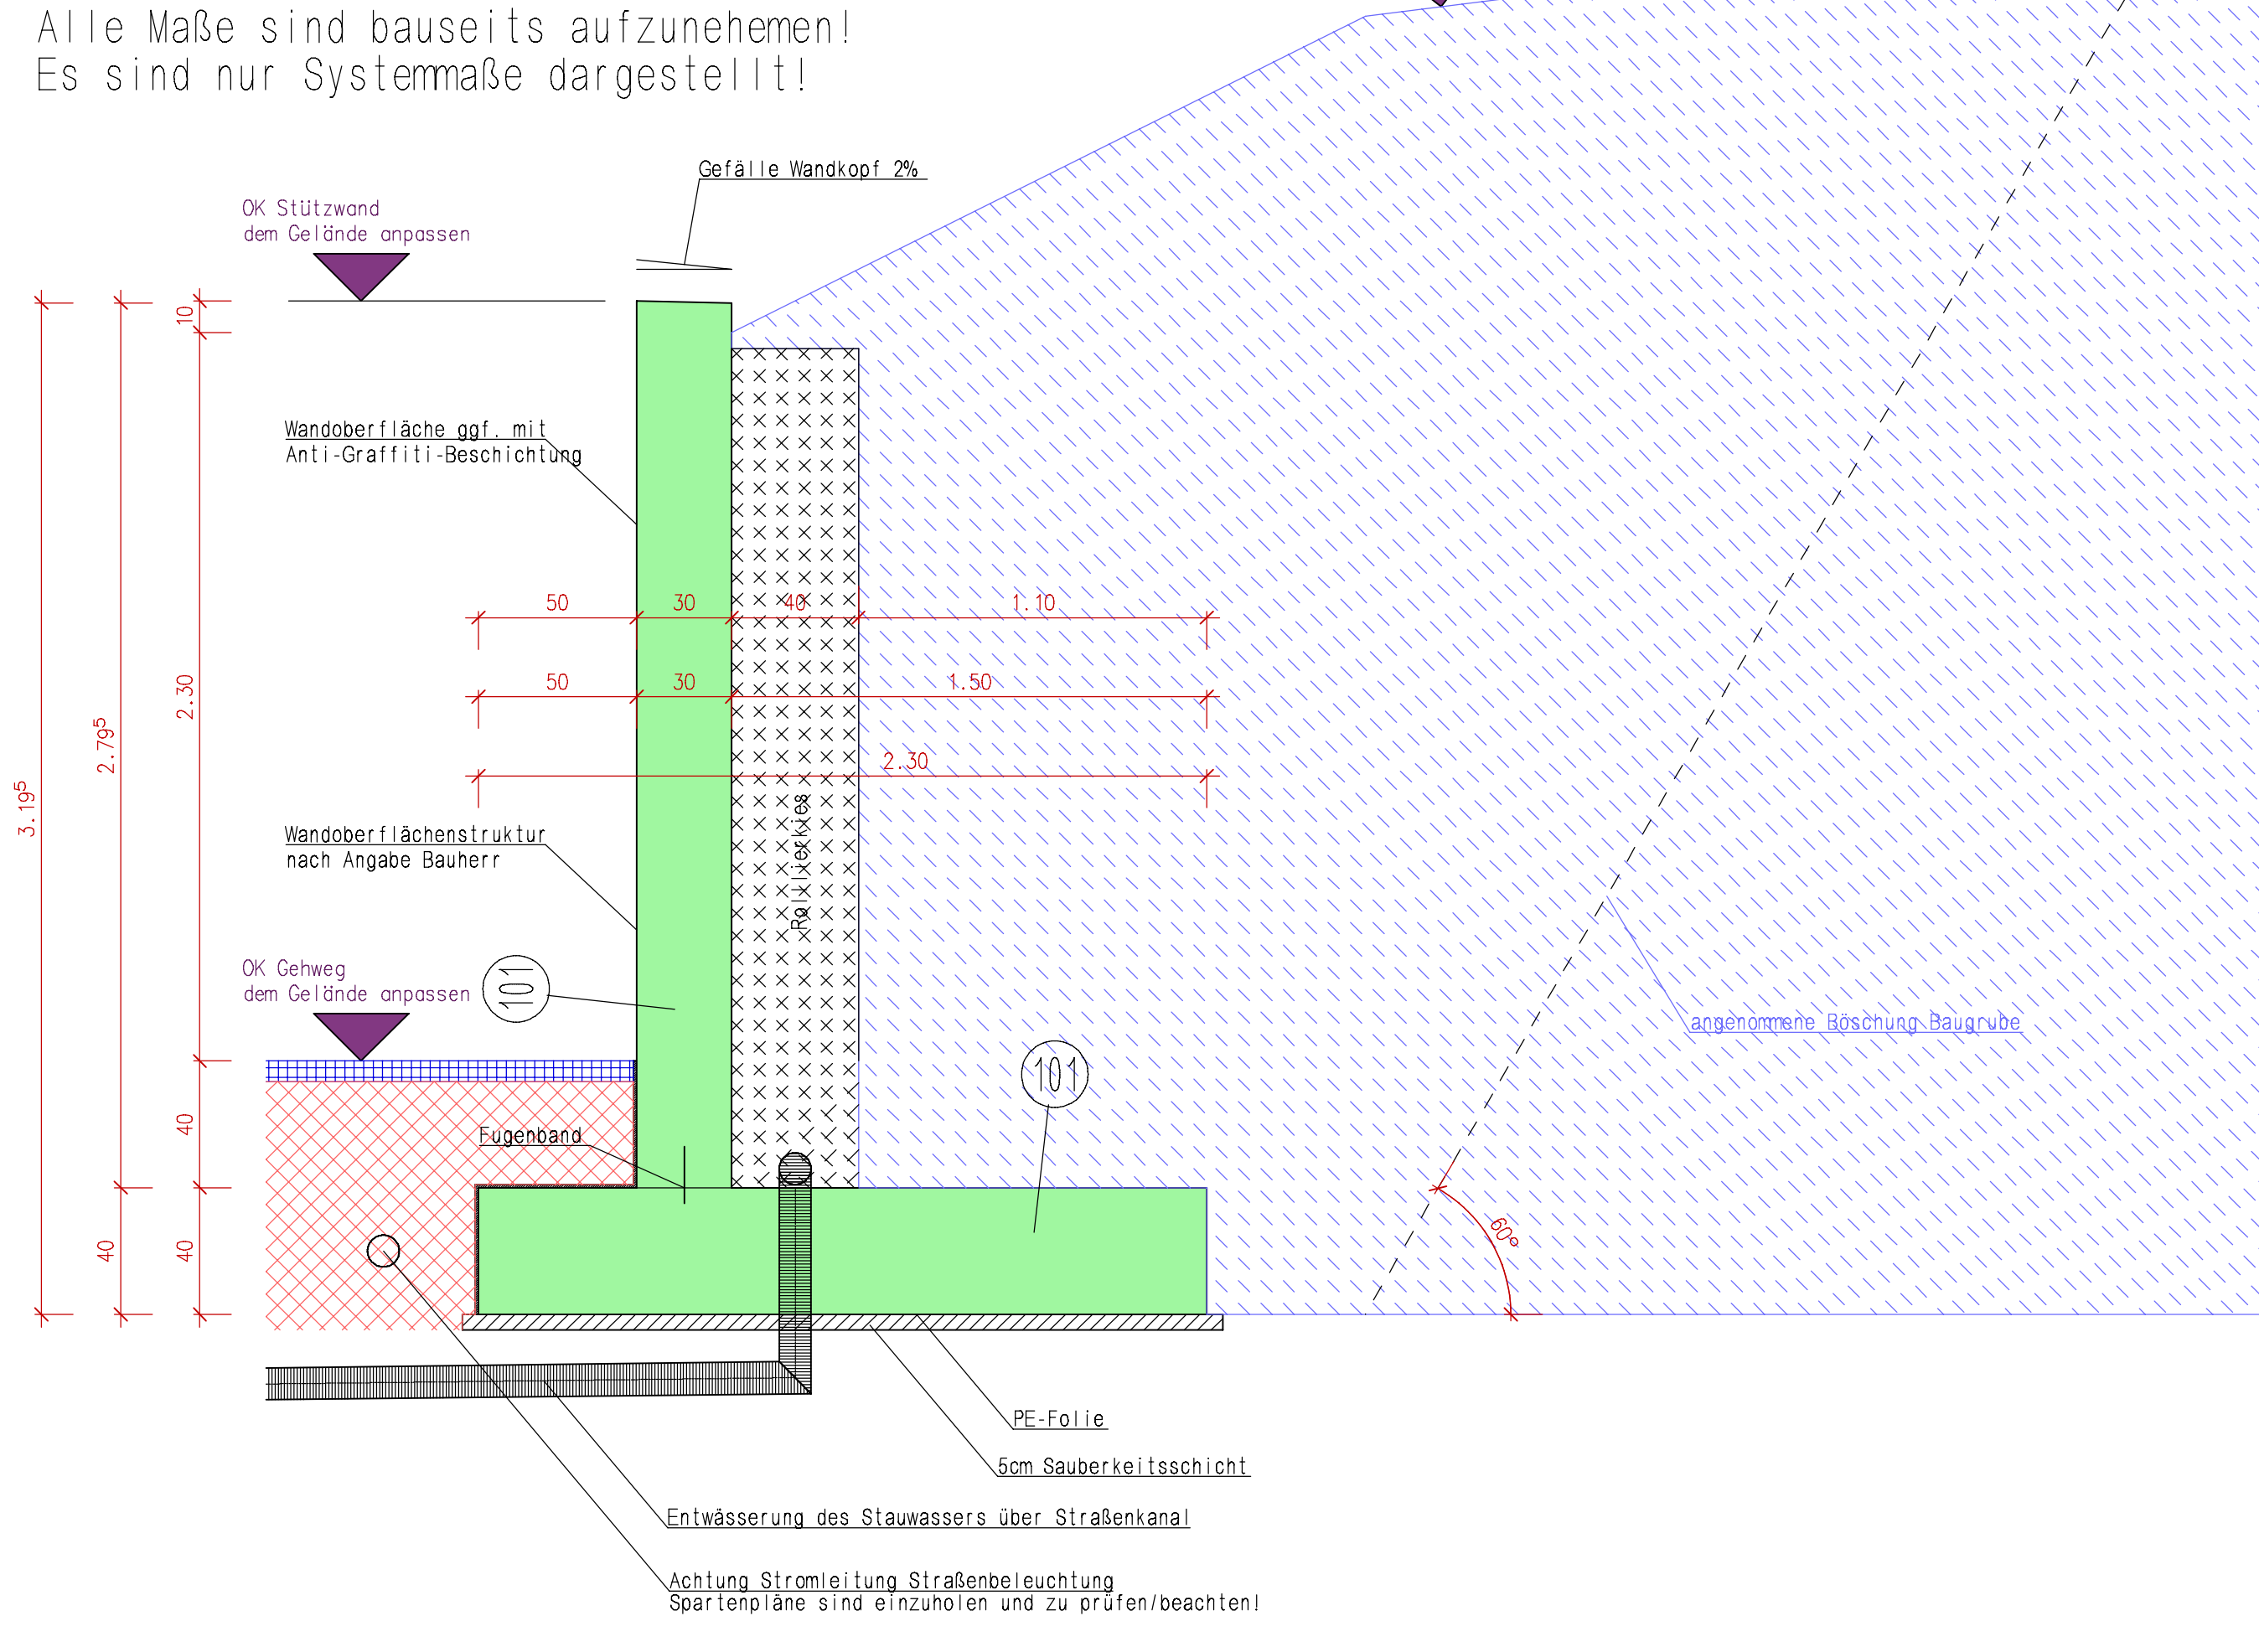 Alle Maße sind bauseits aufzunehemen!
Es sind nur Systemmaße dargestellt!
Gefälle Wandkopf 2%
OK Stützwand
dem Gelände anpassen
10
Wandoberfläche ggf. mit
Anti-Graffiti-Beschichtung
50 30 40 1.10
50 30 1.50
2.30
2.30
2.79⁵
3.19⁵
Rollierkies
Wandoberflächenstruktur
nach Angabe Bauherr
OK Gehweg
dem Gelände anpassen
101
101
angenommene Böschung Baugrube
40
Fugenband
40
40
60°
PE-Folie
5cm Sauberkeitsschicht
Entwässerung des Stauwassers über Straßenkanal
Achtung Stromleitung Straßenbeleuchtung
Spartenpläne sind einzuholen und zu prüfen/beachten!